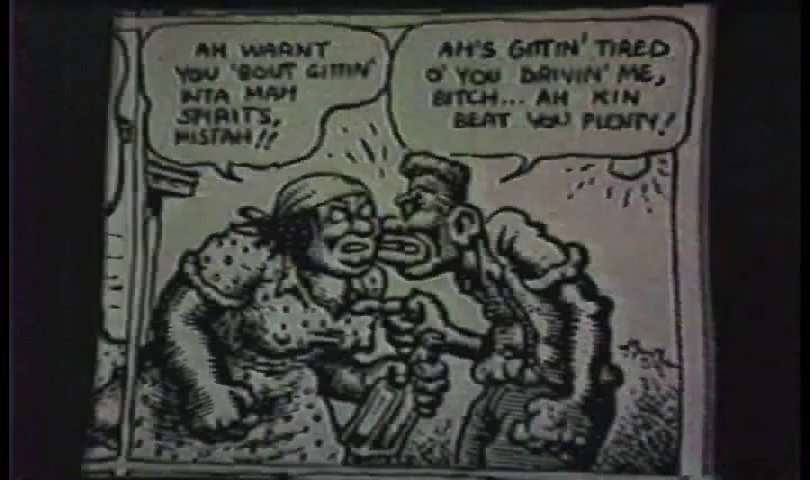 AH WARNT
YOU 'BOUT GITTIN'
INTA MAH
SPIRITS,
MISTAH!!
AH'S GITTIN' TIRED
O' YOU DRIVIN' ME,
BITCH... AH KIN
BEAT YOU PLENTY!